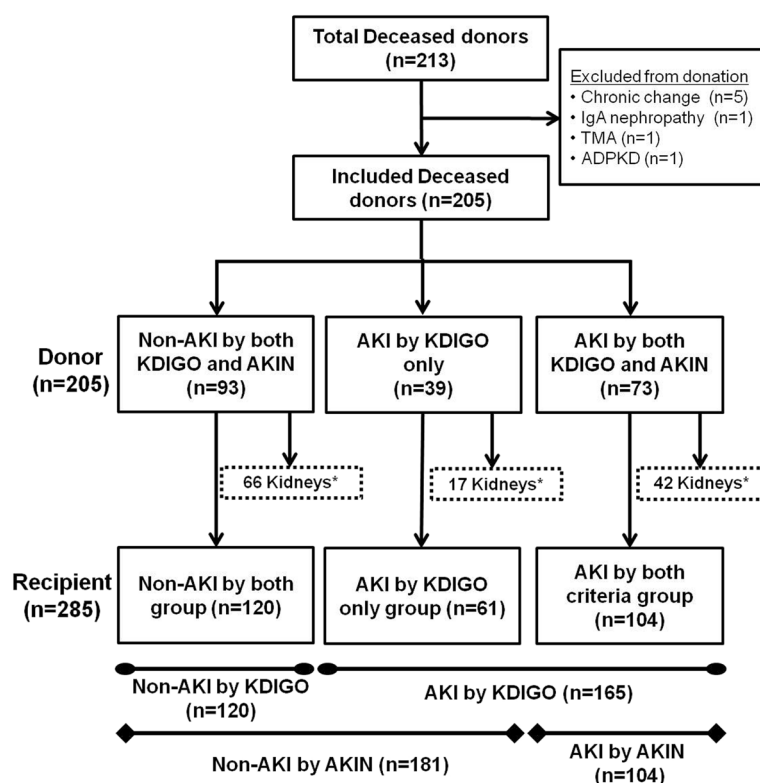 Total Deceased donors
(n=213)
Excluded from donation
• Chronic change (n=5)
• IgA nephropathy (n=1)
• TMA (n=1)
• ADPKD (n=1)
Included Deceased
donors (n=205)
Donor
(n=205)
Non-AKI by both
KDIGO and AKIN
(n=93)
AKI by KDIGO
only
(n=39)
AKI by both
KDIGO and AKIN
(n=73)
66 Kidneys*
17 Kidneys*
42 Kidneys*
Recipient
(n=285)
Non-AKI by both
group (n=120)
AKI by KDIGO
only group (n=61)
AKI by both
criteria group
(n=104)
Non-AKI by KDIGO
(n=120)
AKI by KDIGO (n=165)
Non-AKI by AKIN (n=181)
AKI by AKIN
(n=104)